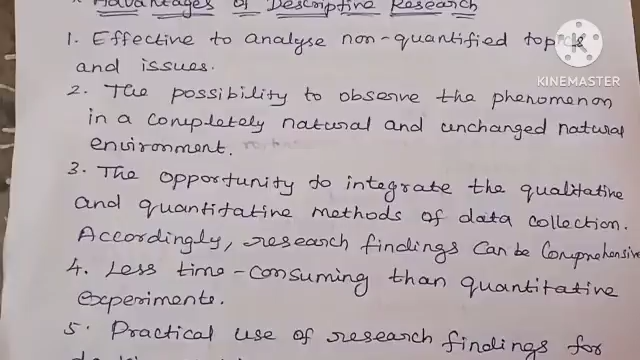 * Advantages of Descriptive Research
1. Effective to analyse non-quantified topics
and issues.
2. The possibility to observe the phenomenon
in a completely natural and unchanged natural
environment.
3. The opportunity to integrate the qualitative
and quantitative methods of data collection.
Accordingly, research findings can be comprehensive
4. Less time-consuming than quantitative
experiments.
5. Practical use of research findings for
KINEMASTER